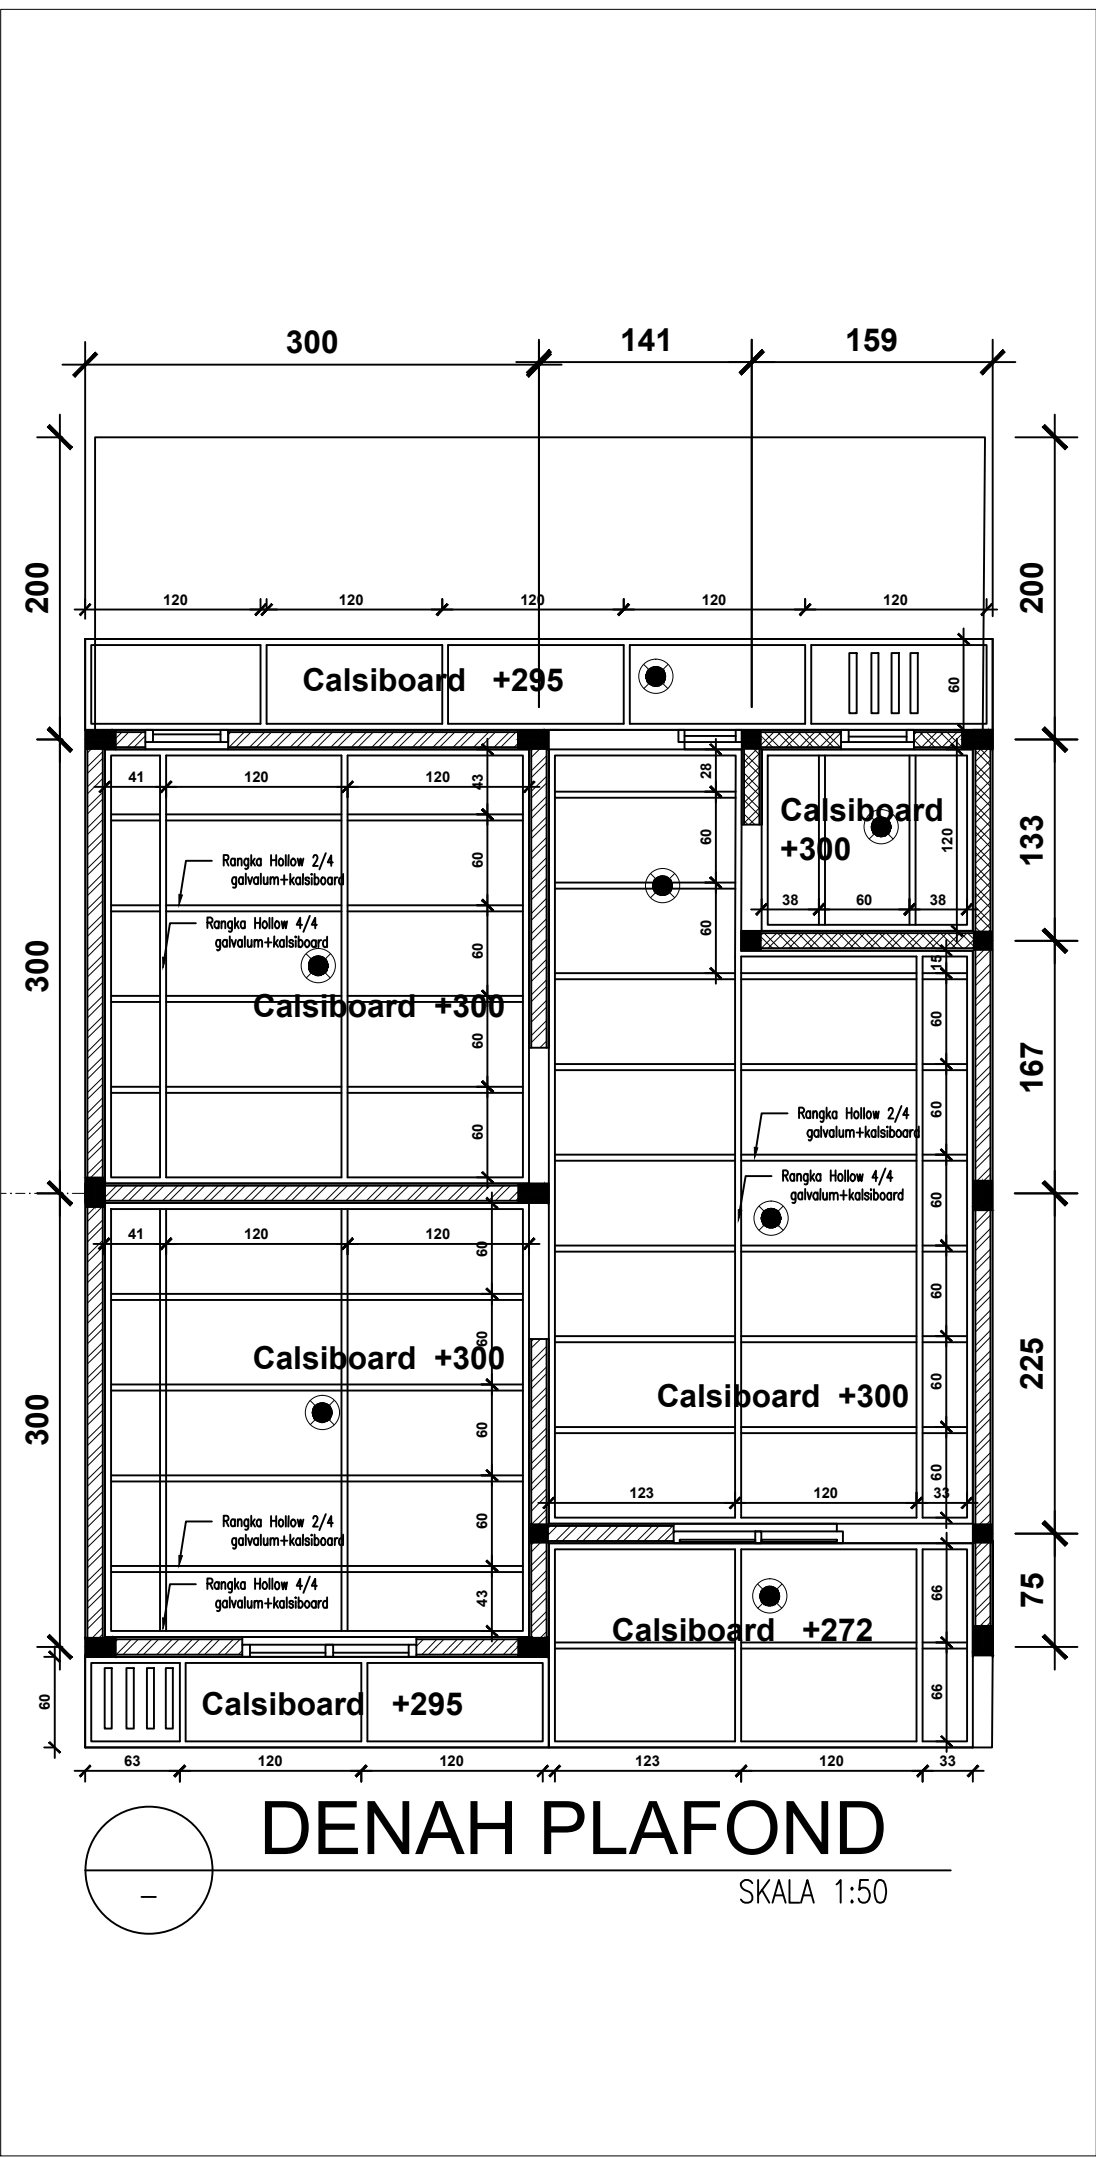 300 141 159
200 200
120 120 120 120 120
Calsiboard +295
60
41 120 120 43
28
Calsiboard
+300
133
60
60
120
Rangka Hollow 2/4
galvalum+kalsiboard
38 60 38
Rangka Hollow 4/4
galvalum+kalsiboard
60
60
300
Calsiboard +300
15
60
60
167
60
Rangka Hollow 2/4
galvalum+kalsiboard
60
Rangka Hollow 4/4
galvalum+kalsiboard
60
41 120 120
60
60
Calsiboard +300
60
225
Calsiboard +300
60
300
60
60
123 120 33
Rangka Hollow 2/4
galvalum+kalsiboard
60
Rangka Hollow 4/4
galvalum+kalsiboard
43
66
75
Calsiboard +272
60
Calsiboard +295
66
63 120 120 123 120 33
DENAH PLAFOND
SKALA 1:50
–